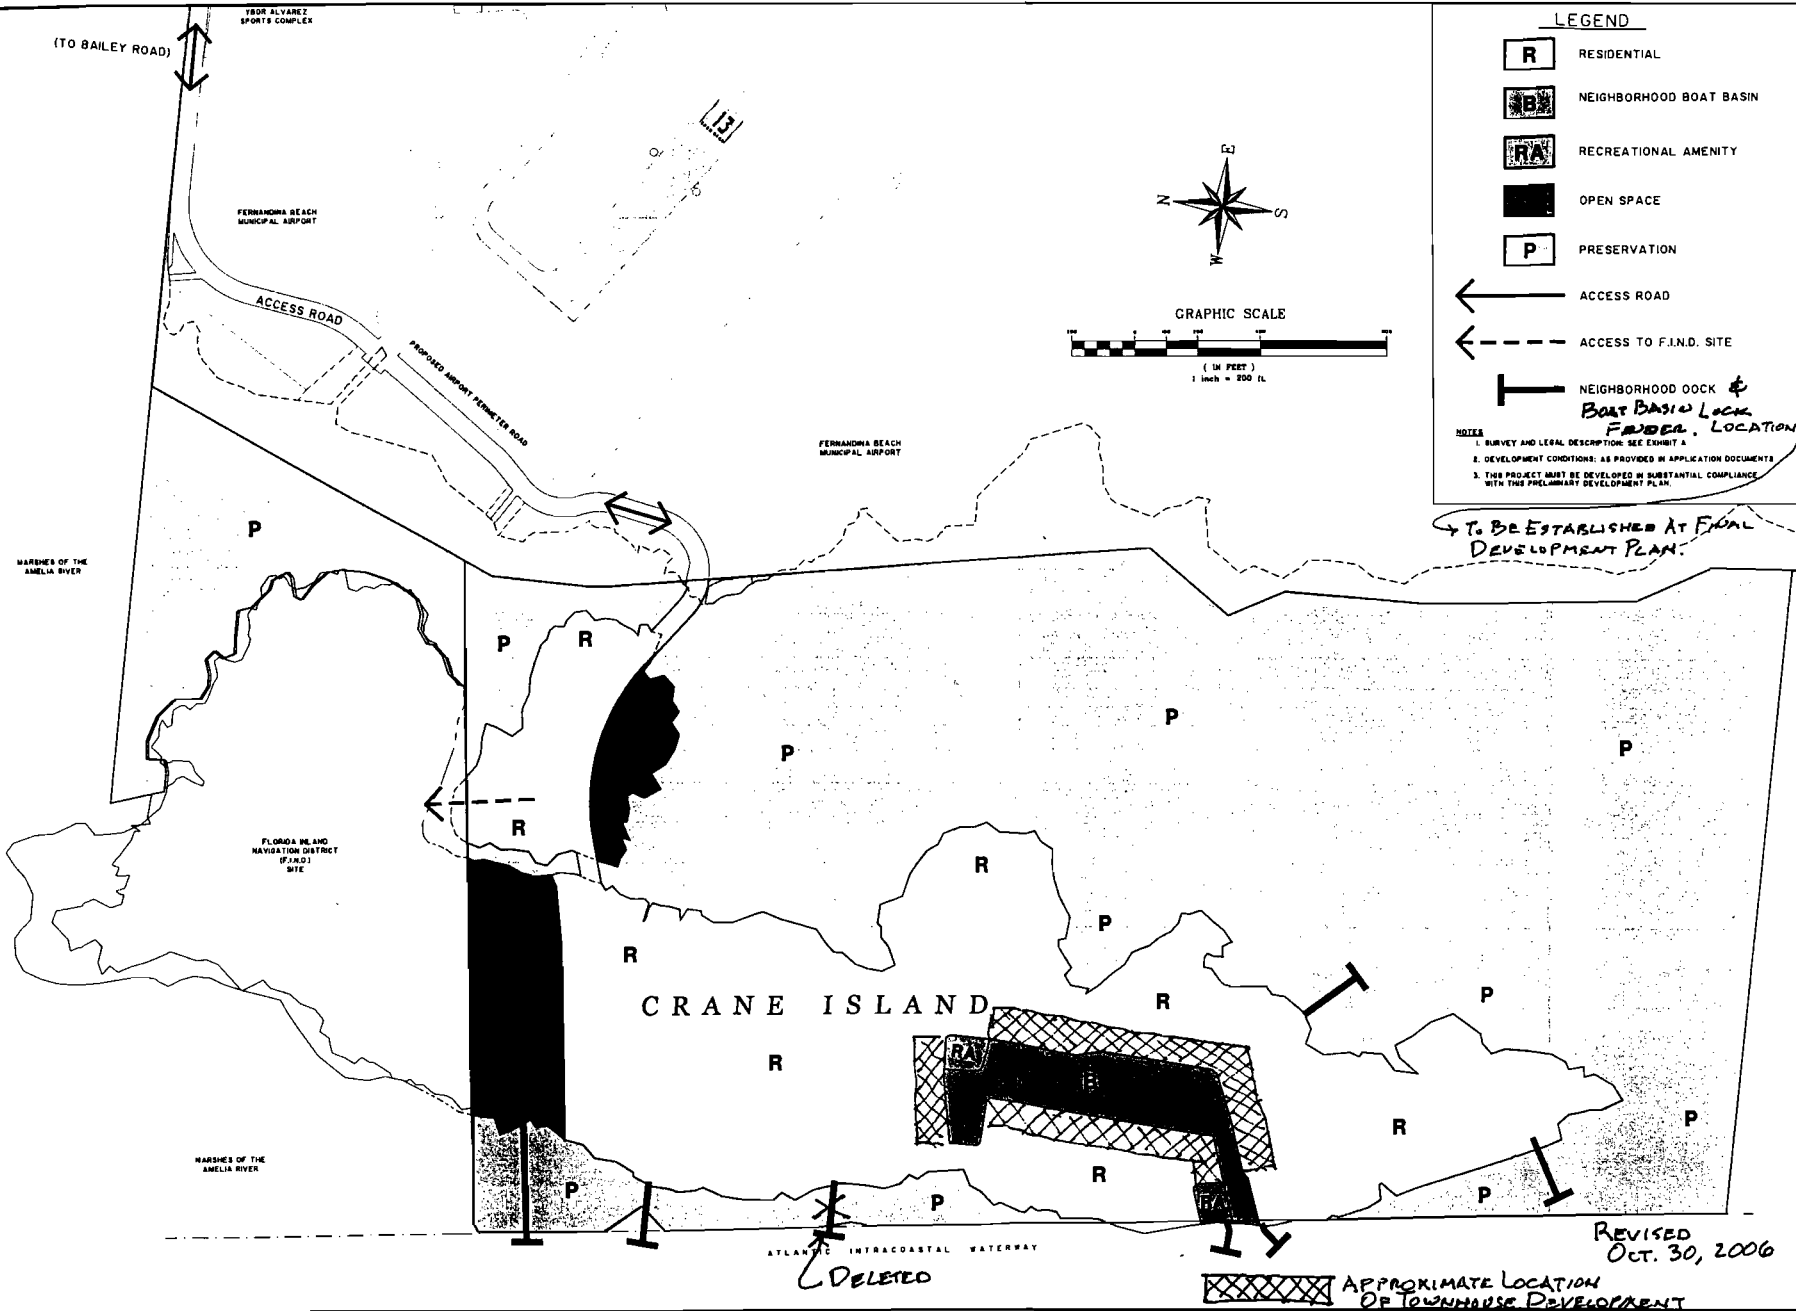 YBOR ALVAREZ
SPORTS COMPLEX
(TO BAILEY ROAD)
13
FERNANDINA BEACH
MUNICIPAL AIRPORT
ACCESS ROAD
PROPOSED AIRPORT PERIMETER ROAD
E
N
S
W
GRAPHIC SCALE
( IN FEET )
1 inch = 200 ft.
FERNANDINA BEACH
MUNICIPAL AIRPORT
LEGEND
R RESIDENTIAL
B NEIGHBORHOOD BOAT BASIN
RA RECREATIONAL AMENITY
OPEN SPACE
P PRESERVATION
ACCESS ROAD
ACCESS TO F.I.N.D. SITE
NEIGHBORHOOD DOCK &
BOAT BASIN LOCK
LOCATION
NOTES
1. SURVEY AND LEGAL DESCRIPTION: SEE EXHIBIT A
2. DEVELOPMENT CONDITIONS: AS PROVIDED IN APPLICATION DOCUMENTS
3. THIS PROJECT MUST BE DEVELOPED IN SUBSTANTIAL COMPLIANCE
WITH THIS PRELIMINARY DEVELOPMENT PLAN.
TO BE ESTABLISHED AT FINAL
DEVELOPMENT PLAN.
MARSHES OF THE
AMELIA RIVER
P
P
R
P
P
P
R
FLORIDA INLAND
NAVIGATION DISTRICT
(F.I.N.D.)
SITE
R
P
R
CRANE ISLAND
R
P
R
RA
B
R
P
MARSHES OF THE
AMELIA RIVER
P
P
R
RA
P
ATLANTIC INTRACOASTAL WATERWAY
DELETED
REVISED
OCT. 30, 2006
APPROXIMATE LOCATION
OF TOWNHOUSE DEVELOPMENT